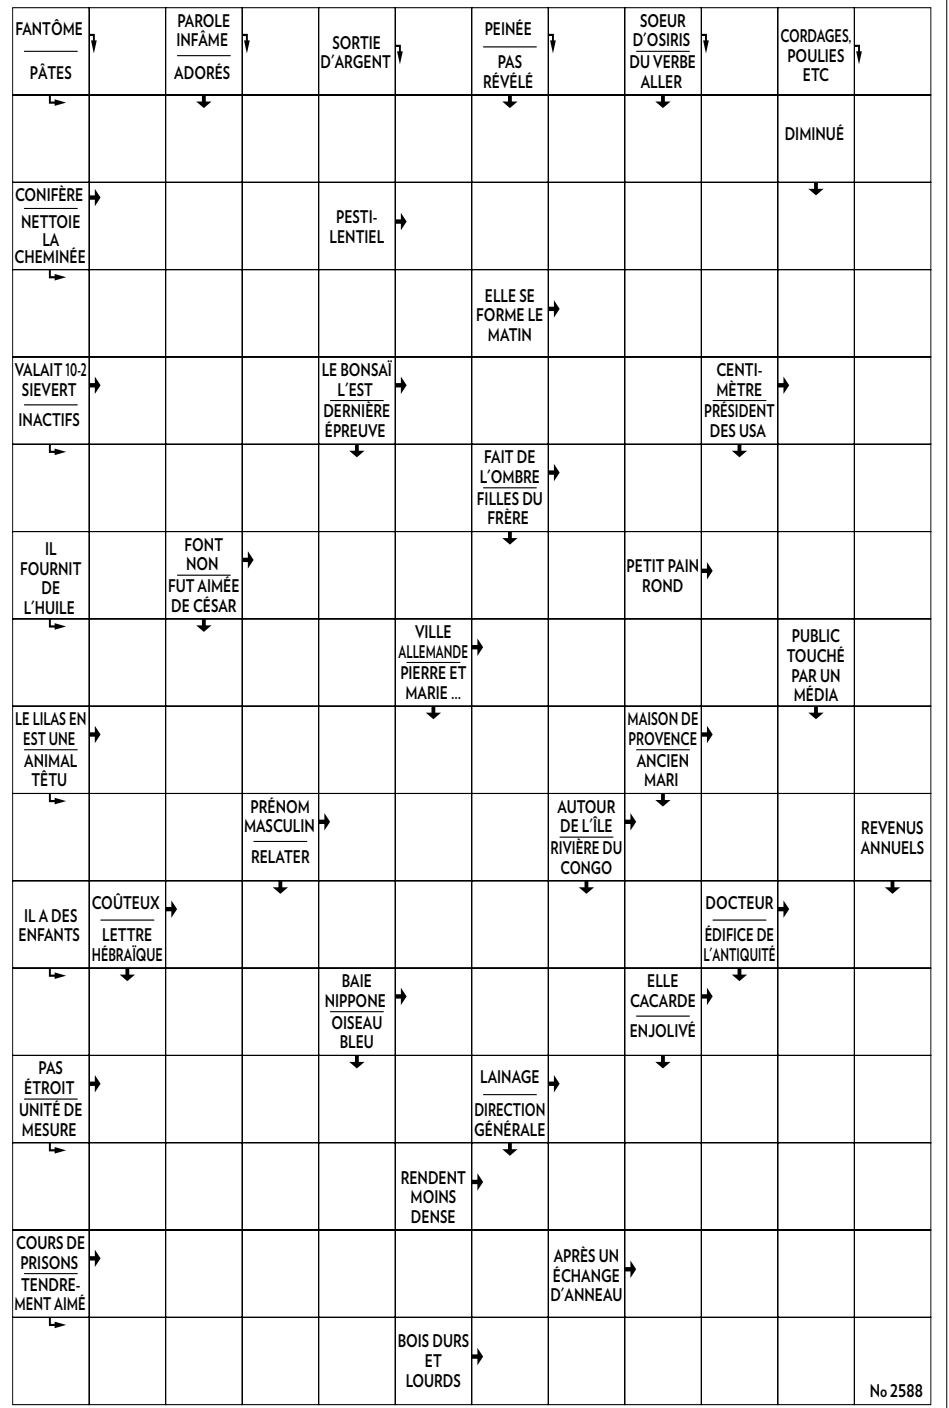 FANTÔME
PÂTES
PAROLE
INFÂME
ADORÉS
SORTIE
D'ARGENT
PEINÉE
PAS
RÉVÉLÉ
SOEUR
D'OSIRIS
DU VERBE
ALLER
CORDAGES,
POULIES
ETC
DIMINUÉ
CONIFÈRE
NETTOIE
LA
CHEMINÉE
PESTI-
LENTIEL
ELLE SE
FORME LE
MATIN
VALAIT 10-2
SIEVERT
INACTIFS
LE BONSAÏ
L'EST
DERNIÈRE
ÉPREUVE
CENTI-
MÈTRE
PRÉSIDENT
DES USA
FAIT DE
L'OMBRE
FILLES DU
FRÈRE
IL
FOURNIT
DE
L'HUILE
FONT
NON
FUT AIMÉE
DE CÉSAR
PETIT PAIN
ROND
VILLE
ALLEMANDE
PIERRE ET
MARIE ...
PUBLIC
TOUCHÉ
PAR UN
MÉDIA
LE LILAS EN
EST UNE
ANIMAL
TÊTU
MAISON DE
PROVENCE
ANCIEN
MARI
PRÉNOM
MASCULIN
RELATER
AUTOUR
DE L'ÎLE
RIVIÈRE DU
CONGO
REVENUS
ANNUELS
IL A DES
ENFANTS
COÛTEUX
LETTRE
HÉBRAÏQUE
DOCTEUR
ÉDIFICE DE
L'ANTIQUITÉ
BAIE
NIPPONE
OISEAU
BLEU
ELLE
CACARDE
ENJOLIVÉ
PAS
ÉTROIT
UNITÉ DE
MESURE
LAINAGE
DIRECTION
GÉNÉRALE
RENDENT
MOINS
DENSE
COURS DE
PRISONS
TENDRE-
MENT AIMÉ
APRÈS UN
ÉCHANGE
D'ANNEAU
BOIS DURS
ET
LOURDS
No 2588